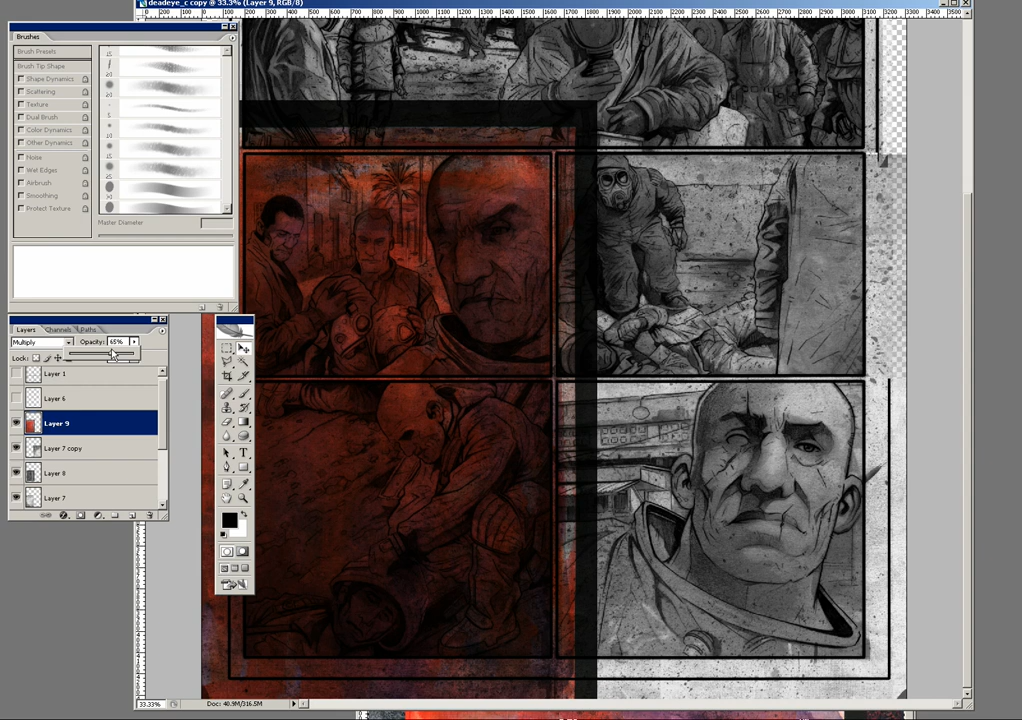 deadeye_c copy @ 33.3% (Layer 9, RGB/8)
Brushes
Brush Presets
Brush Tip Shape
Shape Dynamics
Scattering
Texture
Dual Brush
Color Dynamics
Other Dynamics
Noise
Wet Edges
Airbrush
Smoothing
Protect Texture
Master Diameter
Layers Channels Paths
Multiply Opacity: 65%
Lock:
Layer 1
Layer 6
Layer 9
Layer 7 copy
Layer 8
Layer 7
33.33% Doc: 40.9M/316.5M